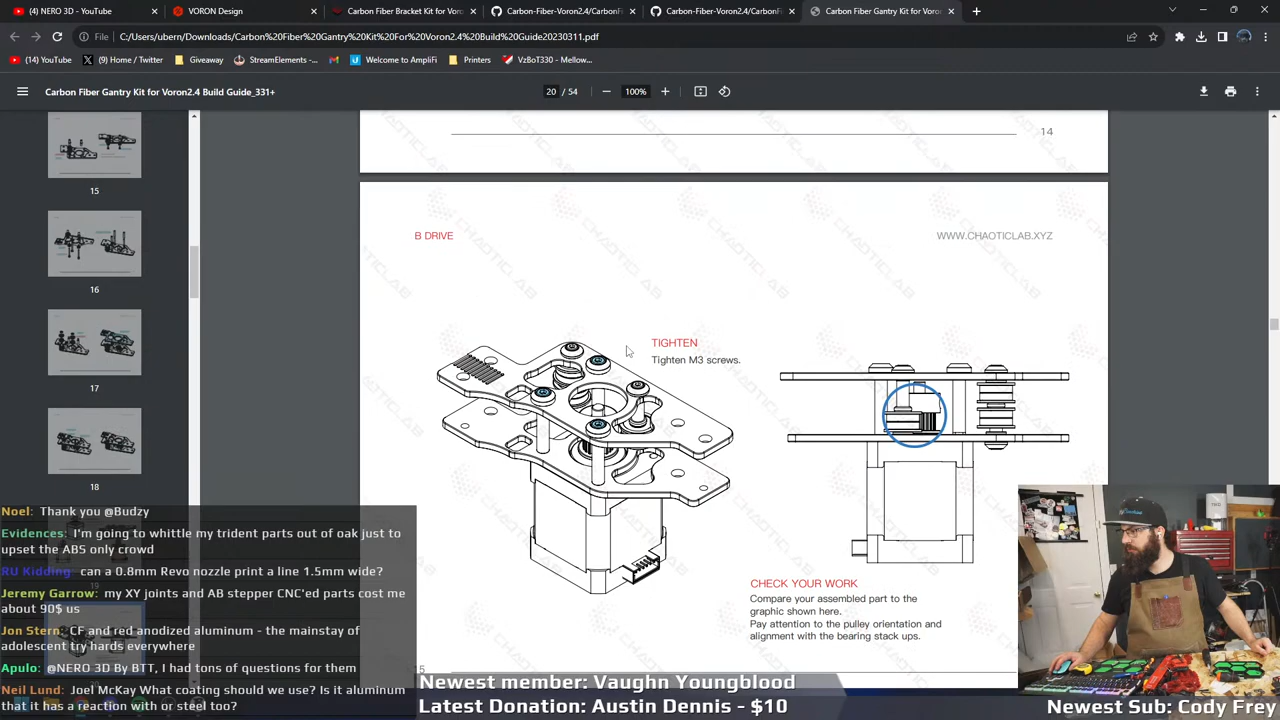 (4) NERO 3D - YouTube
VORON Design
Carbon Fiber Bracket Kit for Voro
Carbon-Fiber-Voron2.4/CarbonFi
Carbon-Fiber-Voron2.4/CarbonFi
Carbon Fiber Gantry Kit for Voron
File
C:/Users/ubern/Downloads/Carbon%20Fiber%20Gantry%20Kit%20For%20Voron2.4%20Build%20Guide20230311.pdf
(14) YouTube
(9) Home / Twitter
Giveaway
StreamElements -...
Welcome to AmpliFi
Printers
VzBoT330 - Mellow...
Carbon Fiber Gantry Kit for Voron2.4 Build Guide_331+
20 / 54
100%
15
16
17
18
14
B DRIVE
WWW.CHAOTICLAB.XYZ
CHAOTICLAB
TIGHTEN
Tighten M3 screws.
CHECK YOUR WORK
Compare your assembled part to the
graphic shown here.
Pay attention to the pulley orientation and
alignment with the bearing stack ups.
15
Noel: Thank you @Budzy
Evidences: I'm going to whittle my trident parts out of oak just to
upset the ABS only crowd
RU Kidding: can a 0.8mm Revo nozzle print a line 1.5mm wide?
Jeremy Garrow: my XY joints and AB stepper CNC'ed parts cost me
about 90$ us
Jon Stern: CF and red anodized aluminum - the mainstay of
adolescent try hards everywhere
Apulo: @NERO 3D By BTT, I had tons of questions for them
Neil Lund: Joel McKay What coating should we use? Is it aluminum
that it has a reaction with or steel too?
Newest member: Vaughn Youngblood
Latest Donation: Austin Dennis - $10
Newest Sub: Cody Frey